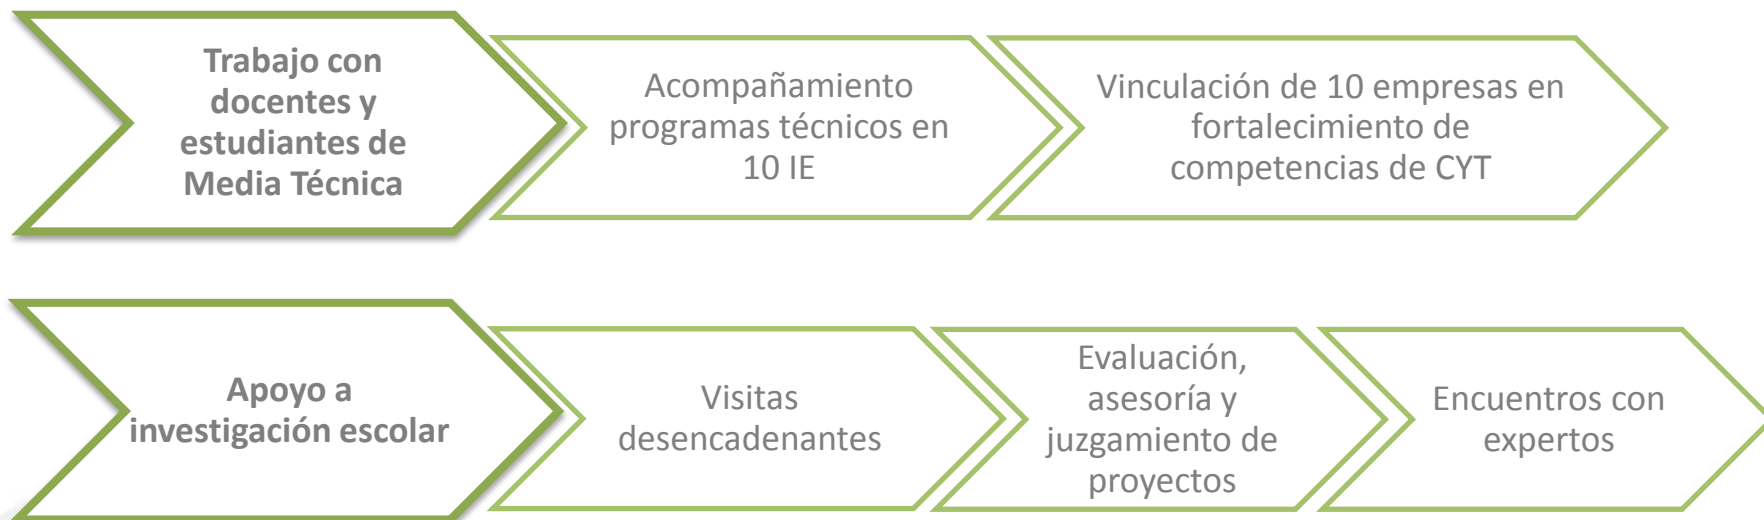 Trabajo con
docentes y
estudiantes de
Media Técnica
Acompañamiento
programas técnicos en
10 IE
Vinculación de 10 empresas en
fortalecimiento de
competencias de CYT
Apoyo a
investigación escolar
Visitas
desencadenantes
Evaluación,
asesoría y
juzgamiento de
proyectos
Encuentros con
expertos